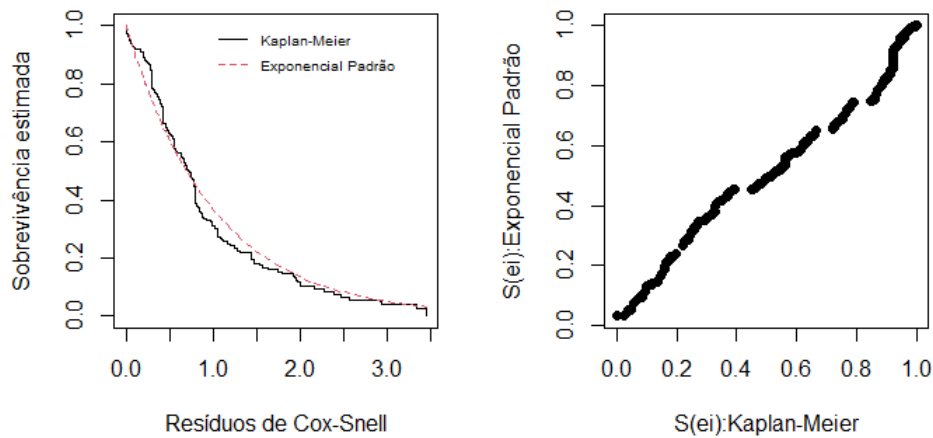 Sobrevivência estimada
1.0
0.8
0.6
0.4
0.2
0.0
Kaplan-Meier
Exponencial Padrão
0.0 1.0 2.0 3.0
Resíduos de Cox-Snell
S(ei):Exponencial Padrão
1.0
0.8
0.6
0.4
0.2
0.0
0.0 0.2 0.4 0.6 0.8 1.0
S(ei):Kaplan-Meier